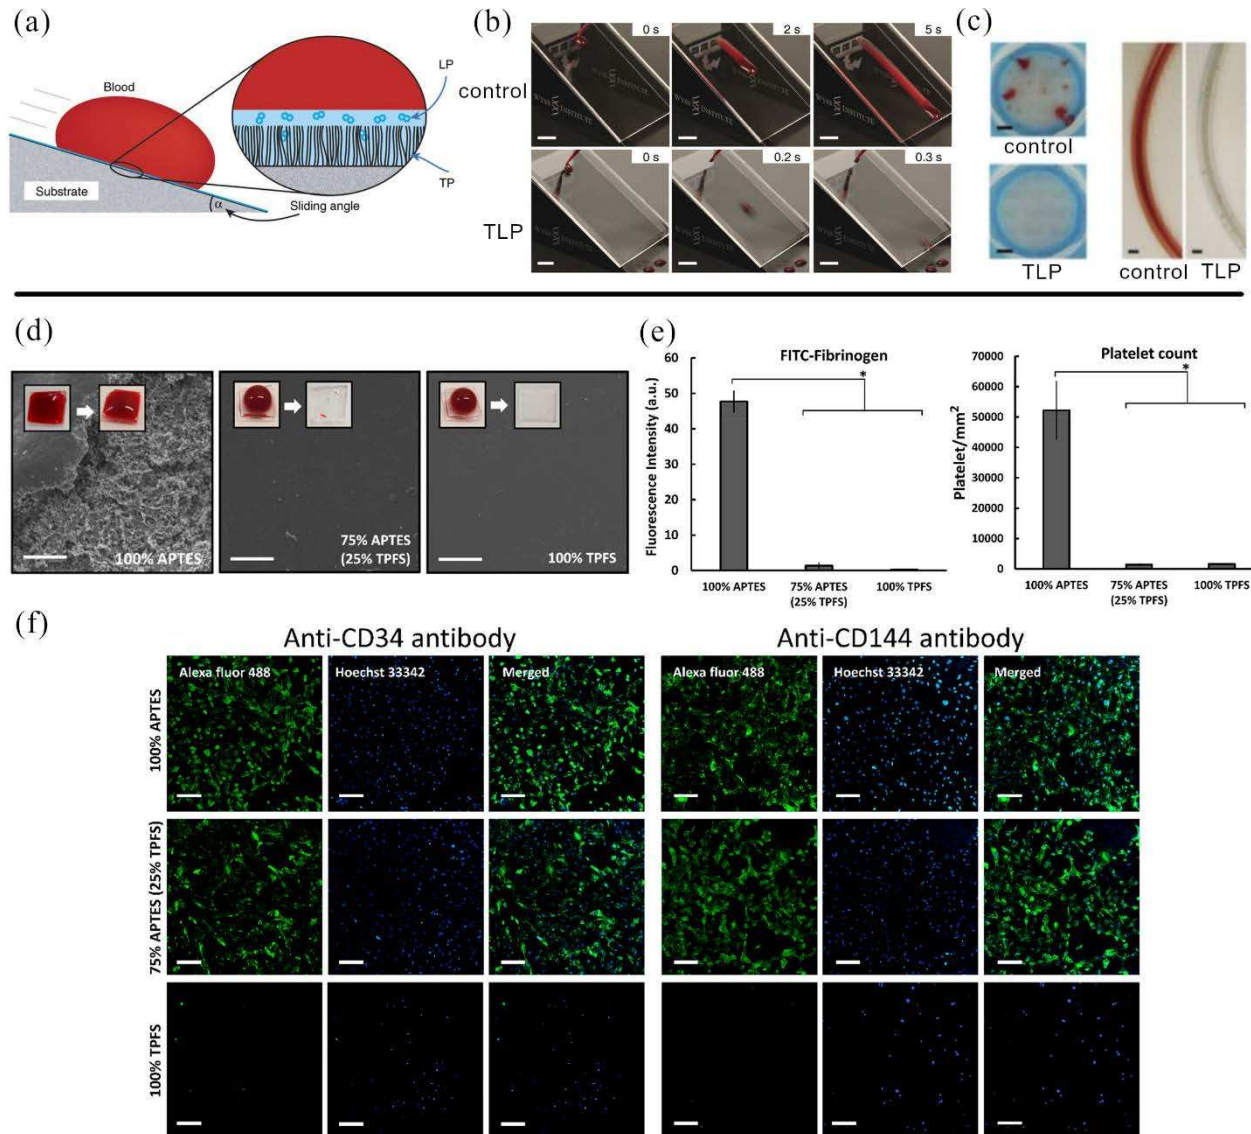 (a)
Blood
Substrate
α
Sliding angle
LP
TP
(b)
control
0 s
2 s
5 s
TLP
0 s
0.2 s
0.3 s
INSTITUTE
(c)
control
TLP
control TLP
(d)
100% APTES
75% APTES
(25% TPFS)
100% TPFS
(e)
FITC-Fibrinogen
Fluorescence Intensity (a.u.)
60
50
40
30
20
10
0
*
100% APTES
75% APTES
(25% TPFS)
100% TPFS
Platelet count
Platelet/mm²
70000
60000
50000
40000
30000
20000
10000
0
*
100% APTES
75% APTES
(25% TPFS)
100% TPFS
(f)
Anti-CD34 antibody
Anti-CD144 antibody
Alexa fluor 488
Hoechst 33342
Merged
Alexa fluor 488
Hoechst 33342
Merged
100% APTES
75% APTES (25% TPFS)
100% TPFS